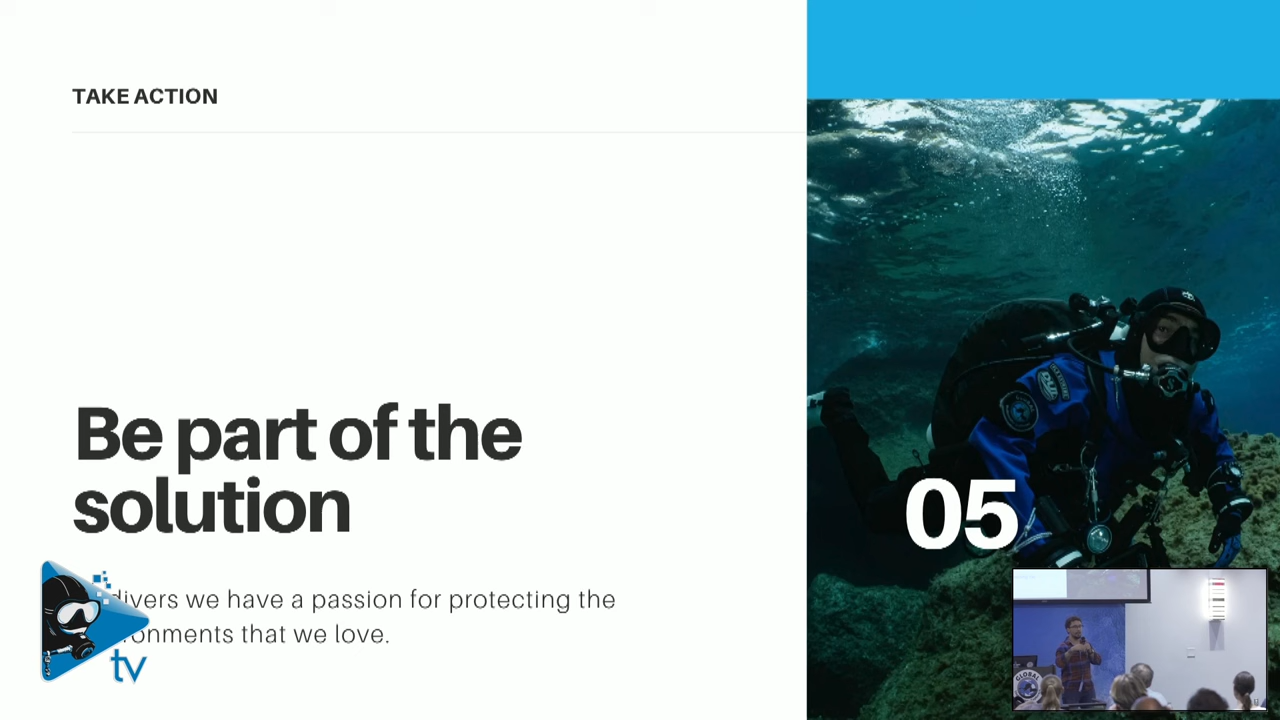 TAKE ACTION
Be part of the
solution
divers we have a passion for protecting the
ronments that we love.
05
tv
GLOBAL